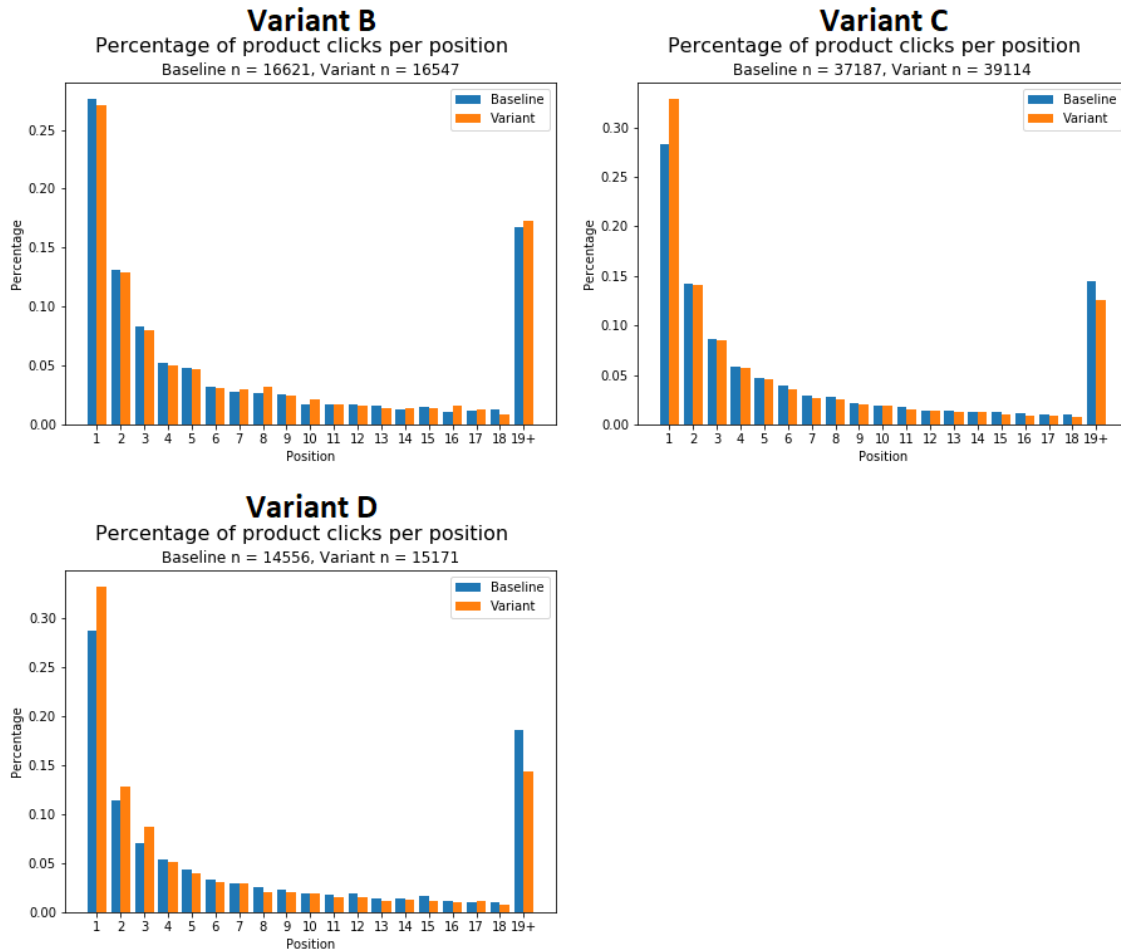 Variant B
Percentage of product clicks per position
Baseline n = 16621, Variant n = 16547
Baseline
Variant
0.25
0.20
0.15
0.10
0.05
0.00
Percentage
1 2 3 4 5 6 7 8 9 10 11 12 13 14 15 16 17 18 19+
Position
Variant C
Percentage of product clicks per position
Baseline n = 37187, Variant n = 39114
Baseline
Variant
0.30
0.25
0.20
0.15
0.10
0.05
0.00
Percentage
1 2 3 4 5 6 7 8 9 10 11 12 13 14 15 16 17 18 19+
Position
Variant D
Percentage of product clicks per position
Baseline n = 14556, Variant n = 15171
Baseline
Variant
0.30
0.25
0.20
0.15
0.10
0.05
0.00
Percentage
1 2 3 4 5 6 7 8 9 10 11 12 13 14 15 16 17 18 19+
Position